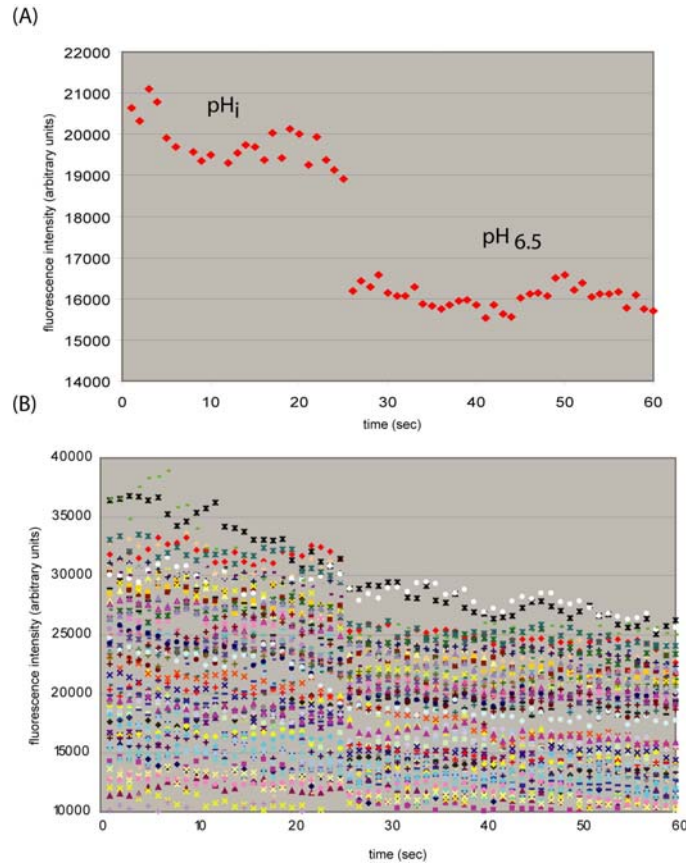 (A)
22000
21000
20000
19000
18000
17000
16000
15000
14000
fluorescence intensity (arbitrary units)
pHi
pH 6.5
0 10 20 30 40 50 60
time (sec)
(B)
40000
35000
30000
25000
20000
15000
10000
fluorescence intensity (arbitrary units)
0 10 20 30 40 50 60
time (sec)